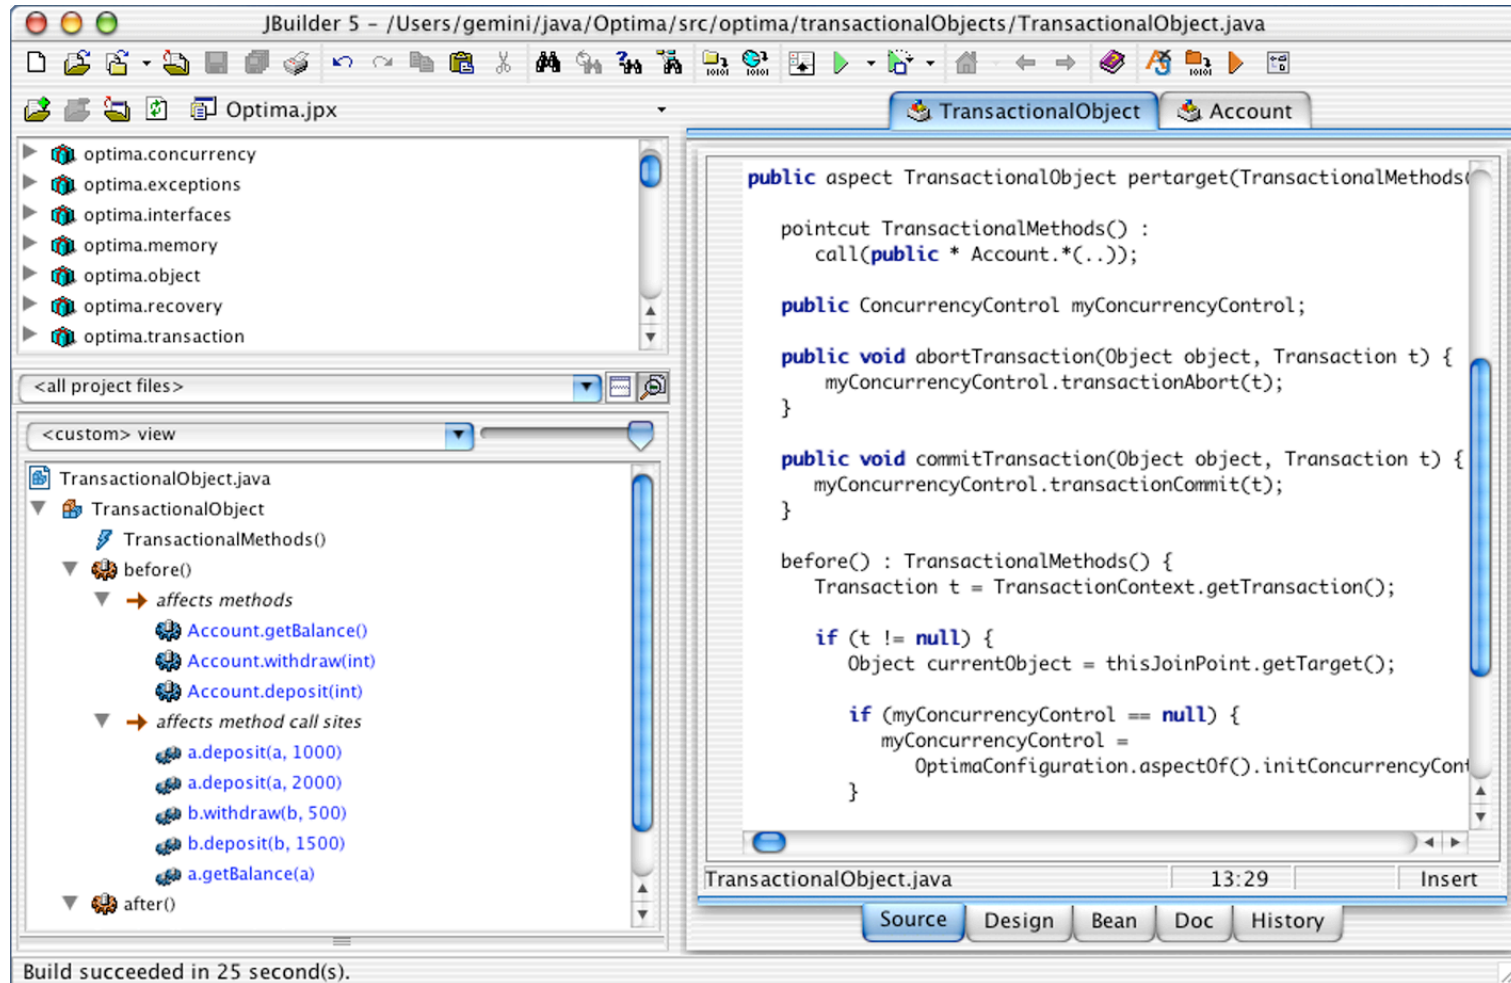 JBuilder 5 – /Users/gemini/java/Optima/src/optima/transactionalObjects/TransactionalObject.java
Optima.jpx
optima.concurrency
optima.exceptions
optima.interfaces
optima.memory
optima.object
optima.recovery
optima.transaction
<all project files>
<custom> view
TransactionalObject.java
TransactionalObject
TransactionalMethods()
before()
affects methods
Account.getBalance()
Account.withdraw(int)
Account.deposit(int)
affects method call sites
a.deposit(a, 1000)
a.deposit(a, 2000)
b.withdraw(b, 500)
b.deposit(b, 1500)
a.getBalance(a)
after()
TransactionalObject Account
public aspect TransactionalObject pertarget(TransactionalMethods(
pointcut TransactionalMethods() :
call(public * Account.*(..));
public ConcurrencyControl myConcurrencyControl;
public void abortTransaction(Object object, Transaction t) {
myConcurrencyControl.transactionAbort(t);
}
public void commitTransaction(Object object, Transaction t) {
myConcurrencyControl.transactionCommit(t);
}
before() : TransactionalMethods() {
Transaction t = TransactionContext.getTransaction();
if (t != null) {
Object currentObject = thisJoinPoint.getTarget();
if (myConcurrencyControl == null) {
myConcurrencyControl =
OptimaConfiguration.aspectOf().initConcurrencyCont
}
TransactionalObject.java 13:29 Insert
Source Design Bean Doc History
Build succeeded in 25 second(s).